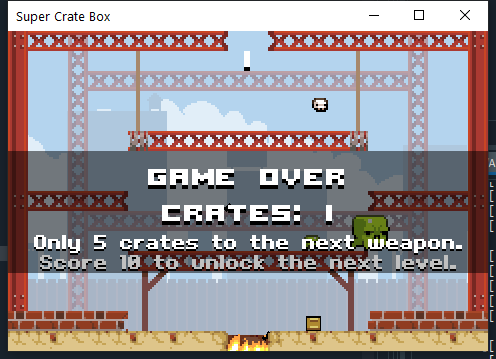 Super Crate Box
GAME OVER
CRATES: 1
Only 5 crates to the next weapon.
Score 10 to unlock the next level.